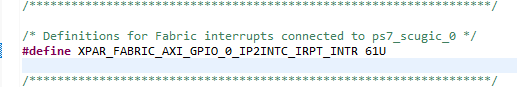 /******************************************************************/
/* Definitions for Fabric interrupts connected to ps7_scugic_0 */
#define XPAR_FABRIC_AXI_GPIO_0_IP2INTC_IRPT_INTR 61U
/******************************************************************/